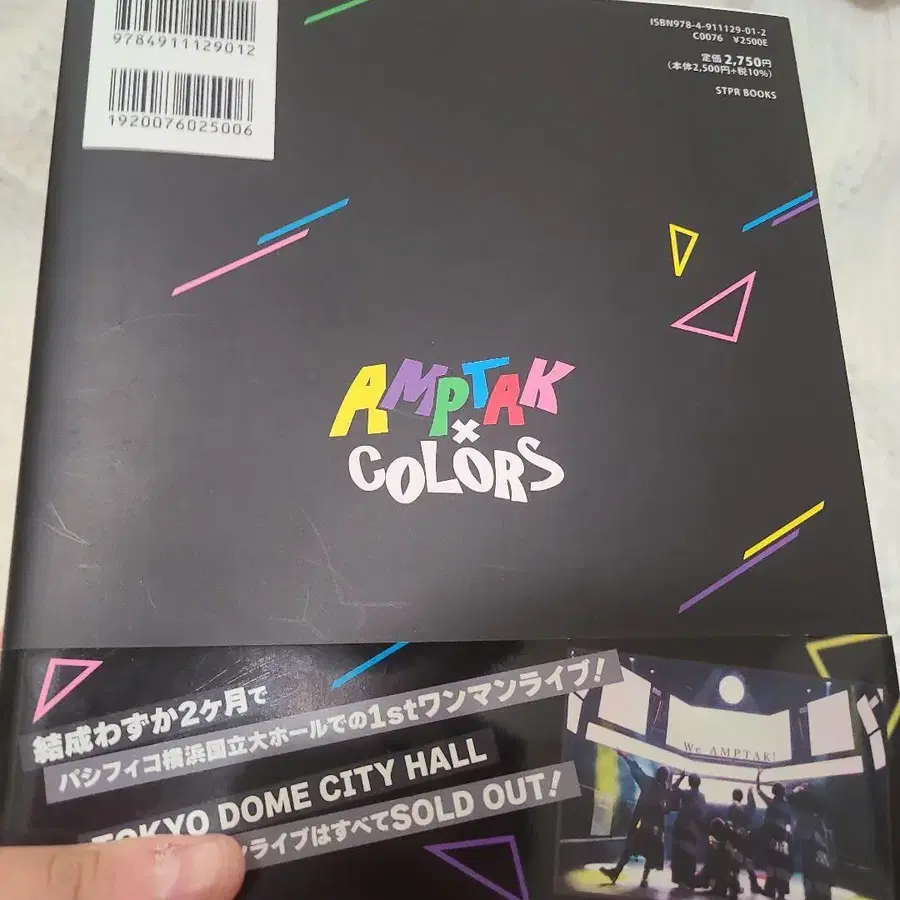 9784911129012
1920076025006
ISBN978-4-911129-01-2
C0076 ¥2500E
定価 2,750円
(本体2,500円+税10%)
STPR BOOKS
AMPTAK
×
COLORS
結成わずか2ヶ月で
パシフィコ横浜国立大ホールでの1stワンマンライブ!
TOKYO DOME CITY HALL
ンライブはすべてSOLD OUT!
We AMPTAK!